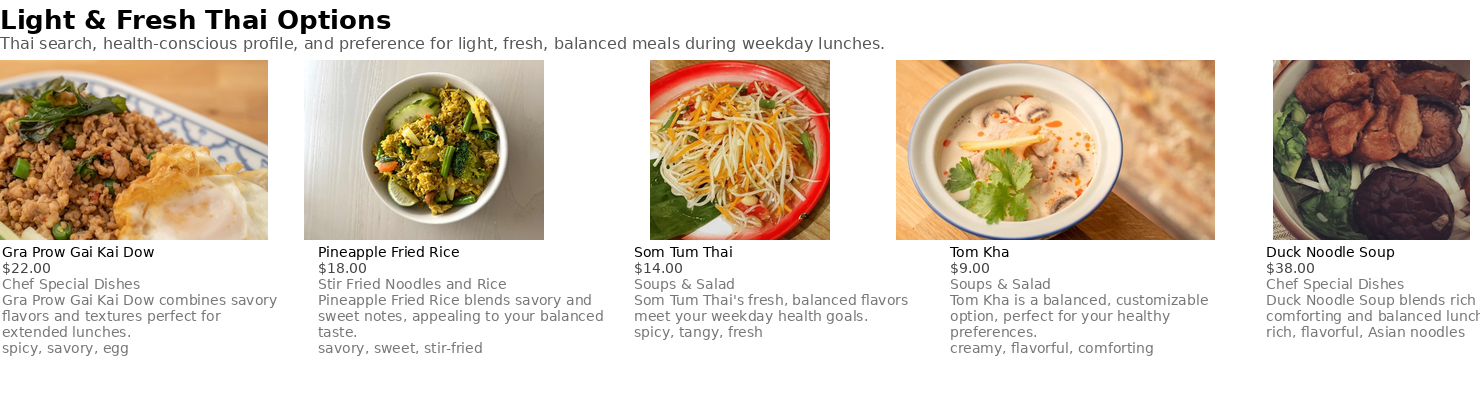 Light & Fresh Thai Options
Thai search, health-conscious profile, and preference for light, fresh, balanced meals during weekday lunches.
Gra Prow Gai Kai Dow
$22.00
Chef Special Dishes
Gra Prow Gai Kai Dow combines savory
flavors and textures perfect for
extended lunches.
spicy, savory, egg
Pineapple Fried Rice
$18.00
Stir Fried Noodles and Rice
Pineapple Fried Rice blends savory and
sweet notes, appealing to your balanced
taste.
savory, sweet, stir-fried
Som Tum Thai
$14.00
Soups & Salad
Som Tum Thai's fresh, balanced flavors
meet your weekday health goals.
spicy, tangy, fresh
Tom Kha
$9.00
Soups & Salad
Tom Kha is a balanced, customizable
option, perfect for your healthy
preferences.
creamy, flavorful, comforting
Duck Noodle Soup
$38.00
Chef Special Dishes
Duck Noodle Soup blends rich
comforting and balanced lunch
rich, flavorful, Asian noodles